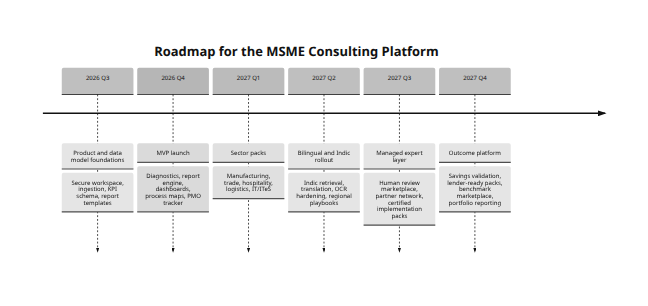 Roadmap for the MSME Consulting Platform
2026 Q3
2026 Q4
2027 Q1
2027 Q2
2027 Q3
2027 Q4
Product and data
model foundations
MVP launch
Sector packs
Bilingual and Indic
rollout
Managed expert
layer
Outcome platform
Secure workspace,
ingestion, KPI
schema, report
templates
Diagnostics, report
engine,
dashboards,
process maps, PMO
tracker
Manufacturing,
trade, hospitality,
logistics, IT/ITeS
Indic retrieval,
translation, OCR
hardening, regional
playbooks
Human review
marketplace,
partner network,
certified
implementation
packs
Savings validation,
lender-ready packs,
benchmark
marketplace,
portfolio reporting